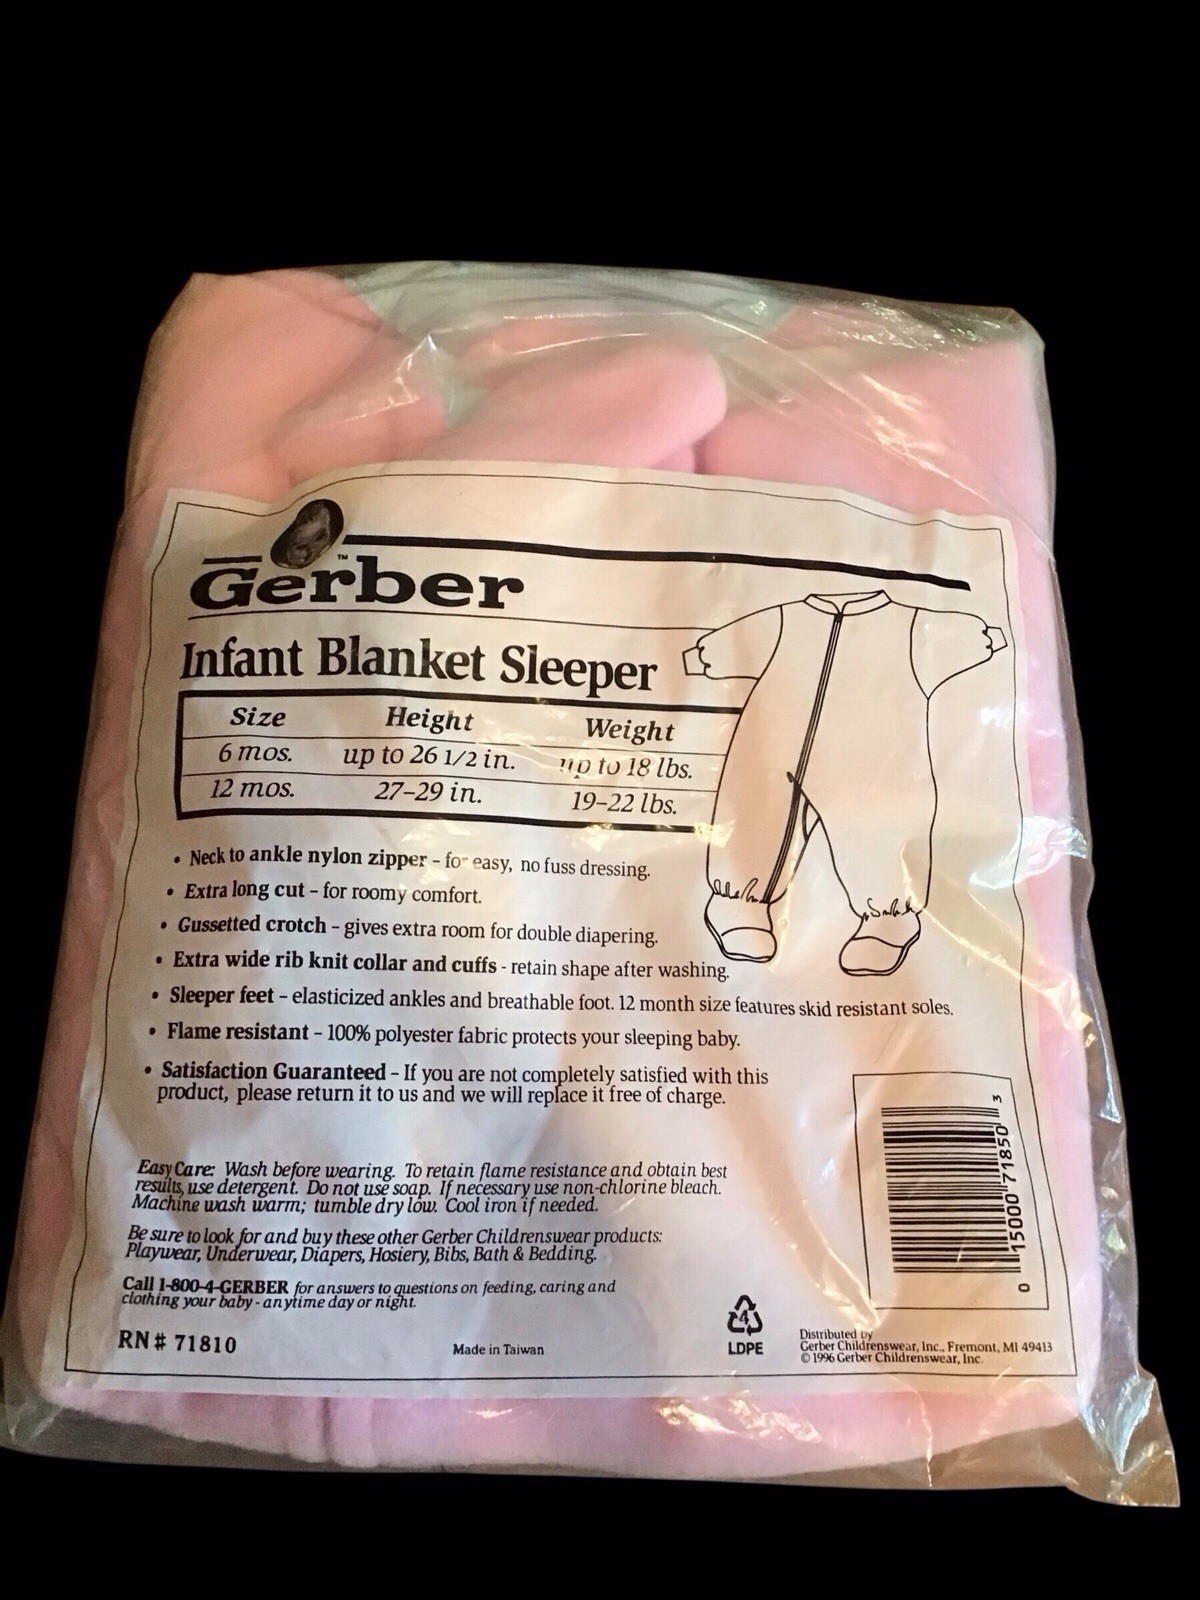 Gerber™
Infant Blanket Sleeper
Size Height Weight
6 mos. up to 26 1/2 in. up to 18 lbs.
12 mos. 27–29 in. 19–22 lbs.
• Neck to ankle nylon zipper – for easy, no fuss dressing.
• Extra long cut – for roomy comfort.
• Gussetted crotch – gives extra room for double diapering.
• Extra wide rib knit collar and cuffs - retain shape after washing.
• Sleeper feet – elasticized ankles and breathable foot. 12 month size features skid resistant soles.
• Flame resistant – 100% polyester fabric protects your sleeping baby.
• Satisfaction Guaranteed – If you are not completely satisfied with this
product, please return it to us and we will replace it free of charge.
Easy Care: Wash before wearing. To retain flame resistance and obtain best
results, use detergent. Do not use soap. If necessary use non-chlorine bleach.
Machine wash warm; tumble dry low. Cool iron if needed.
Be sure to look for and buy these other Gerber Childrenswear products:
Playwear, Underwear, Diapers, Hosiery, Bibs, Bath & Bedding.
Call 1-800-4-GERBER for answers to questions on feeding, caring and
clothing your baby - anytime day or night.
RN # 71810
Made in Taiwan
4
LDPE
Distributed by
Gerber Childrenswear, Inc., Fremont, MI 49413
© 1996 Gerber Childrenswear, Inc.
0 15000 71850 3